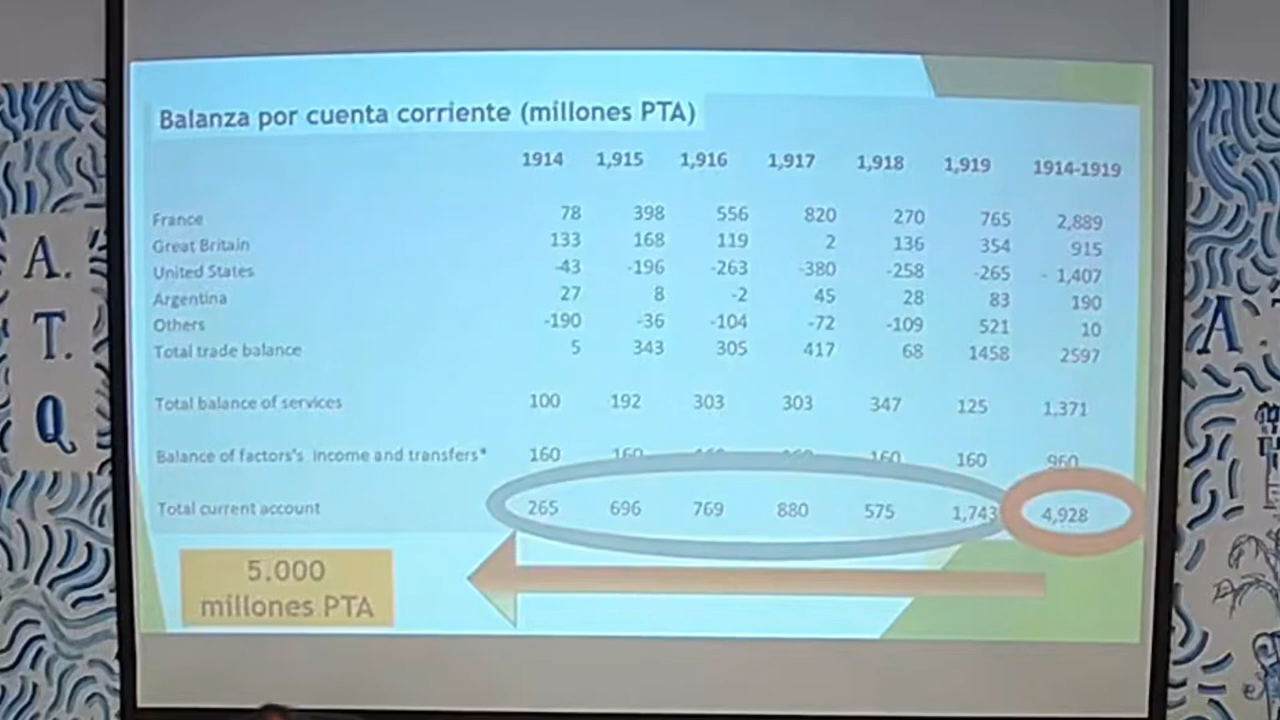 Balanza por cuenta corriente (millones PTA)
1914 1,915 1,916 1,917 1,918 1,919 1914-1919
France 78 398 556 820 270 765 2,889
Great Britain 133 168 119 2 136 354 915
United States -43 -196 -263 -380 -258 -265 - 1,407
Argentina 27 8 -2 45 28 83 190
Others -190 -36 -104 -72 -109 521 10
Total trade balance 5 343 305 417 68 1458 2597
Total balance of services 100 192 303 303 347 125 1,371
Balance of factors's income and transfers* 160 160 160 160 960
Total current account 265 696 769 880 575 1,743 4,928
5.000
millones PTA
A.
T.
Q
A.